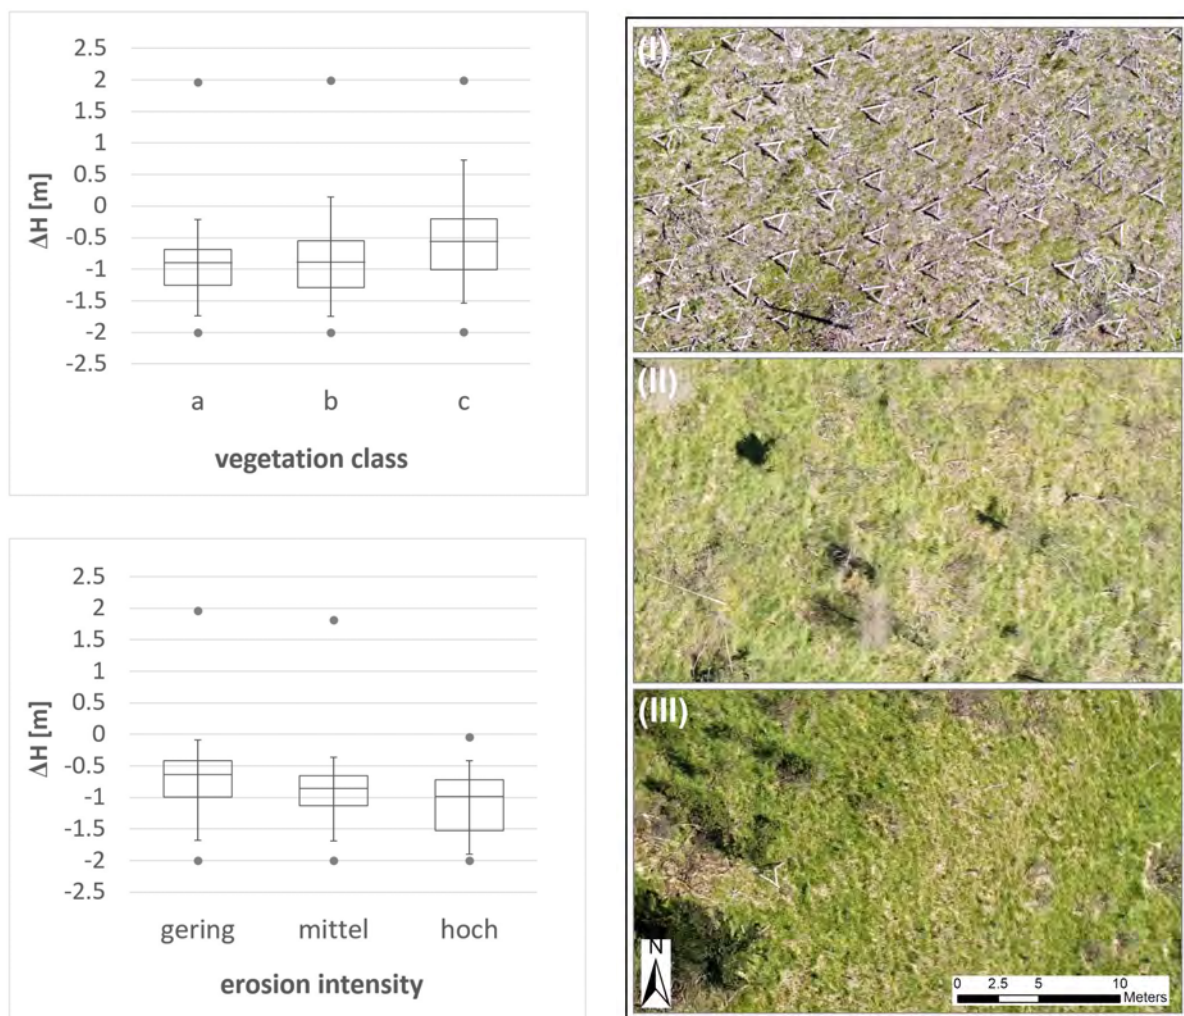 2.5
2
1.5
1
0.5
0
-0.5
-1
-1.5
-2
-2.5
ΔH [m]
a b c
vegetation class
2.5
2
1.5
1
0.5
0
-0.5
-1
-1.5
-2
-2.5
ΔH [m]
gering mittel hoch
erosion intensity
(I)
(II)
(III)
N
0 2.5 5 10
Meters